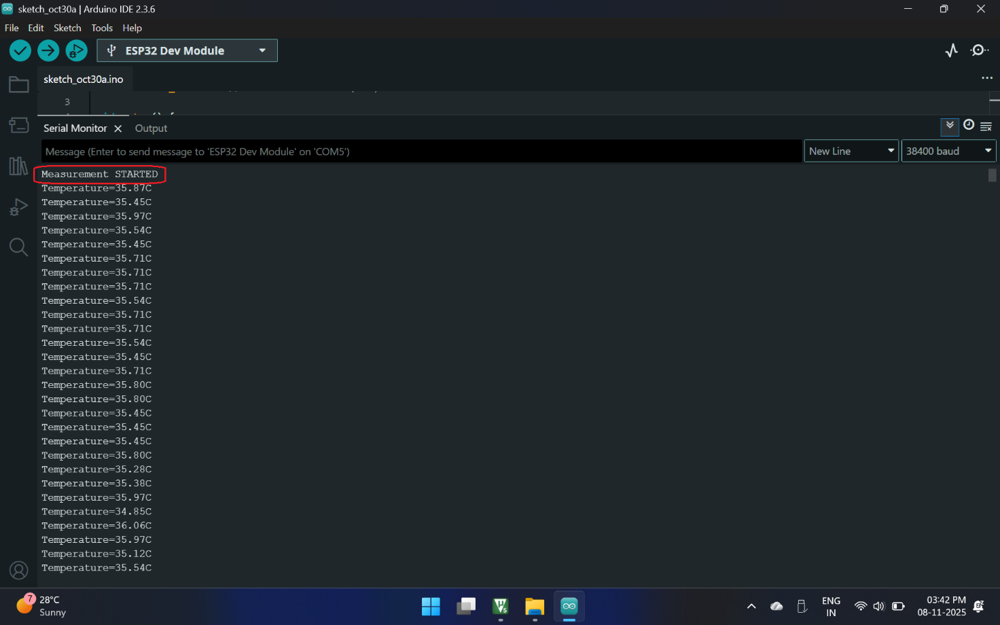 sketch_oct30a | Arduino IDE 2.3.6
File Edit Sketch Tools Help
ESP32 Dev Module
sketch_oct30a.ino
3
Serial Monitor Output
Message (Enter to send message to 'ESP32 Dev Module' on 'COM5')
New Line
38400 baud
Measurement STARTED
Temperature=35.87C
Temperature=35.45C
Temperature=35.97C
Temperature=35.54C
Temperature=35.45C
Temperature=35.71C
Temperature=35.71C
Temperature=35.71C
Temperature=35.54C
Temperature=35.71C
Temperature=35.71C
Temperature=35.54C
Temperature=35.45C
Temperature=35.71C
Temperature=35.80C
Temperature=35.80C
Temperature=35.45C
Temperature=35.45C
Temperature=35.45C
Temperature=35.80C
Temperature=35.28C
Temperature=35.38C
Temperature=35.97C
Temperature=34.85C
Temperature=36.06C
Temperature=35.97C
Temperature=35.12C
Temperature=35.54C
7
28°C
Sunny
ENG
IN
03:42 PM
08-11-2025